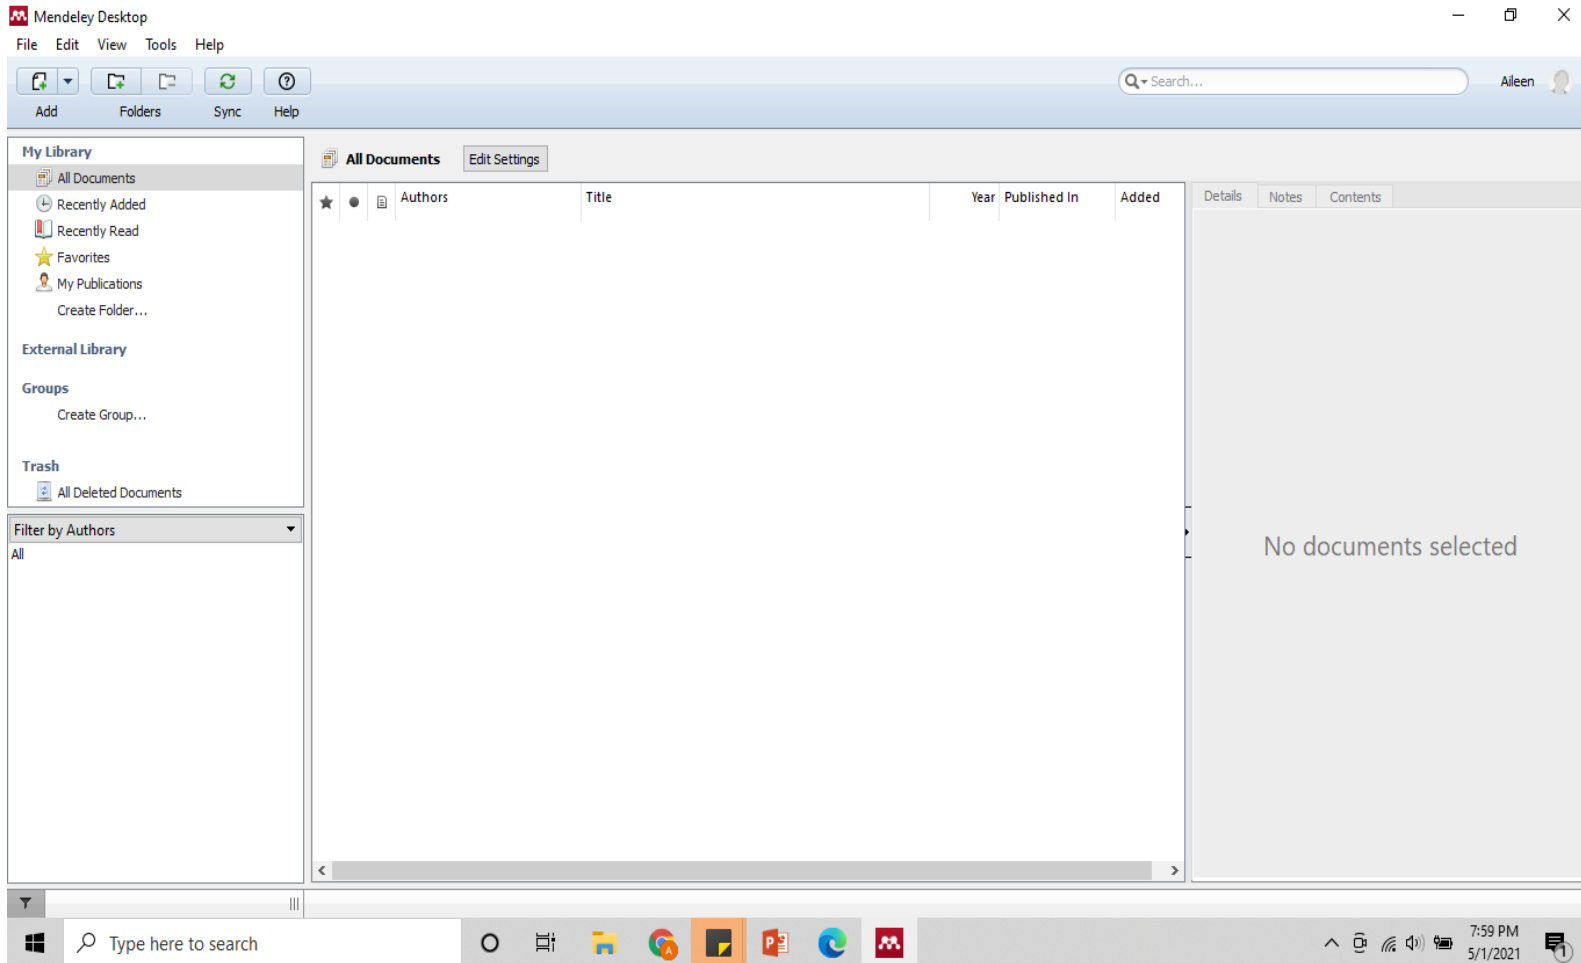 Mendeley Desktop
File Edit View Tools Help
Search...
Aileen
Add Folders Sync Help
My Library
All Documents
Recently Added
Recently Read
Favorites
My Publications
Create Folder...
External Library
Groups
Create Group...
Trash
All Deleted Documents
Filter by Authors
All
All Documents Edit Settings
Authors Title Year Published In Added
Details Notes Contents
No documents selected
Type here to search
7:59 PM
5/1/2021
1